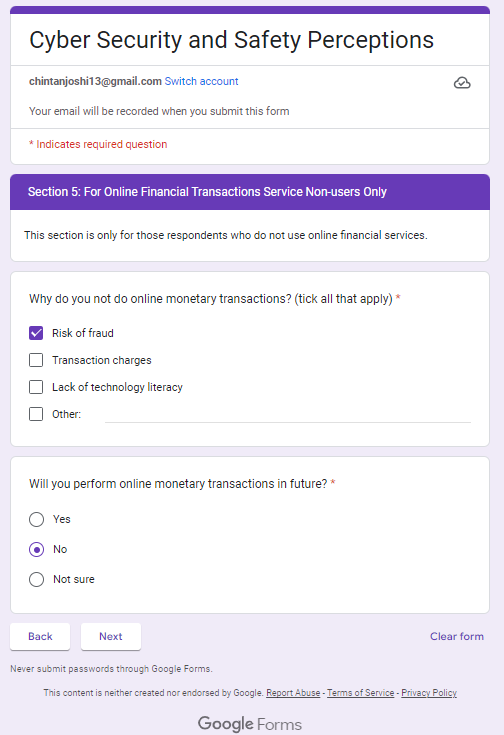 Cyber Security and Safety Perceptions
chintanjoshi13@gmail.com Switch account
Your email will be recorded when you submit this form
* Indicates required question
Section 5: For Online Financial Transactions Service Non-users Only
This section is only for those respondents who do not use online financial services.
Why do you not do online monetary transactions? (tick all that apply) *
Risk of fraud
Transaction charges
Lack of technology literacy
Other:
Will you perform online monetary transactions in future? *
Yes
No
Not sure
Back Next Clear form
Never submit passwords through Google Forms.
This content is neither created nor endorsed by Google. Report Abuse - Terms of Service - Privacy Policy
Google Forms